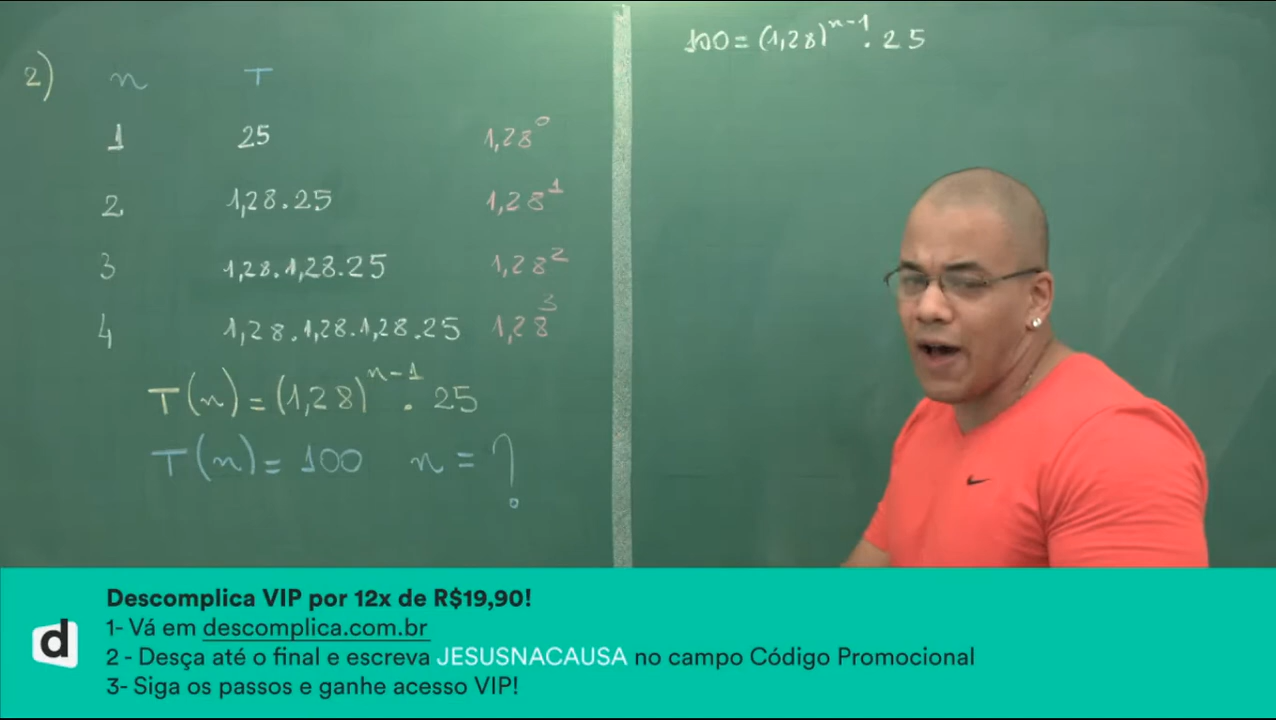 2) n T
1 25 1,28⁰
2 1,28.25 1,28¹
3 1,28.1,28.25 1,28²
4 1,28.1,28.1,28.25 1,28³
T(n) = (1,28)ⁿ⁻¹ . 25
T(n) = 100 n = ?
100 = (1,28)ⁿ⁻¹ . 25
d
Descomplica VIP por 12x de R$19,90!
1- Vá em descomplica.com.br
2 - Desça até o final e escreva JESUSNACAUSA no campo Código Promocional
3- Siga os passos e ganhe acesso VIP!